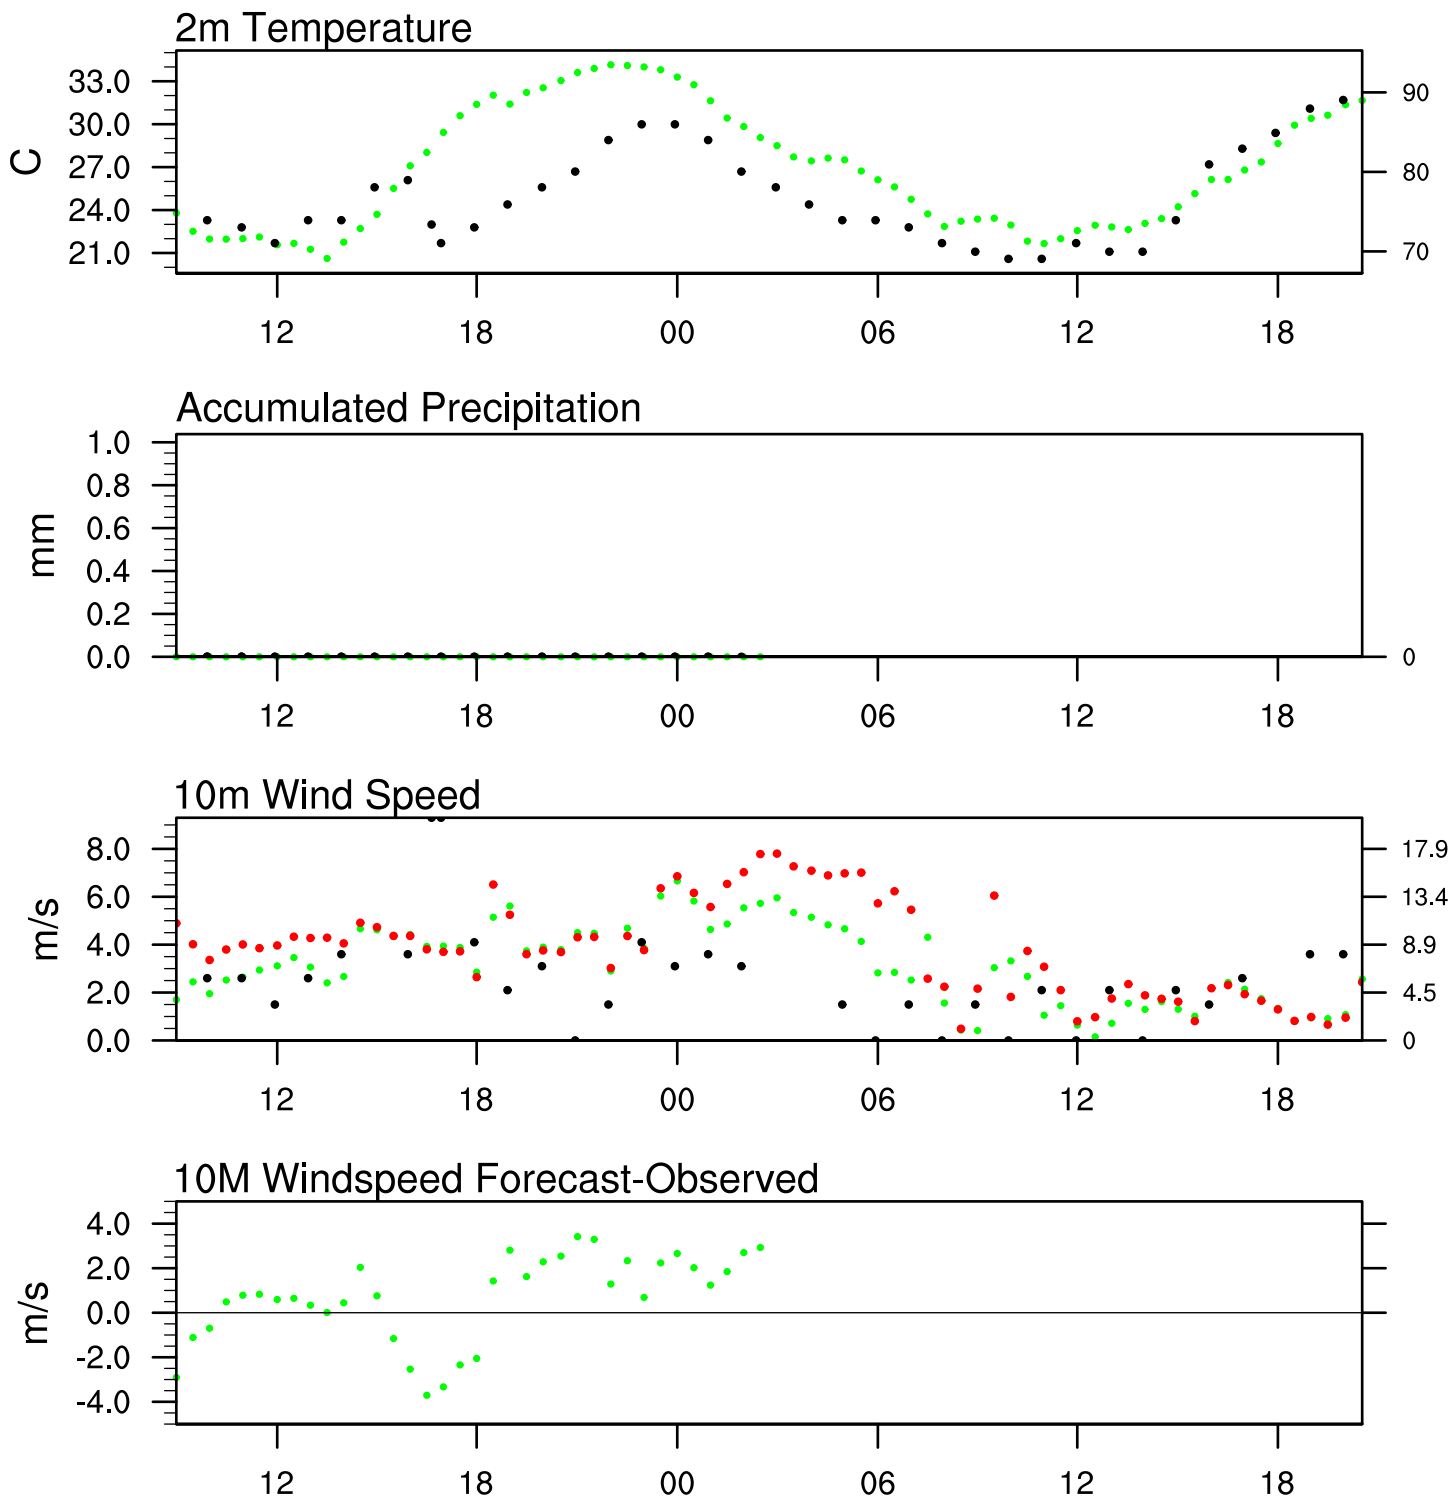 2m Temperature
33.0
30.0
27.0
24.0
21.0
C
90
80
70
12 18 00 06 12 18
Accumulated Precipitation
1.0
0.8
0.6
0.4
0.2
0.0
mm
0
12 18 00 06 12 18
10m Wind Speed
8.0
6.0
4.0
2.0
0.0
m/s
17.9
13.4
8.9
4.5
0
12 18 00 06 12 18
10M Windspeed Forecast-Observed
4.0
2.0
0.0
-2.0
-4.0
m/s
12 18 00 06 12 18